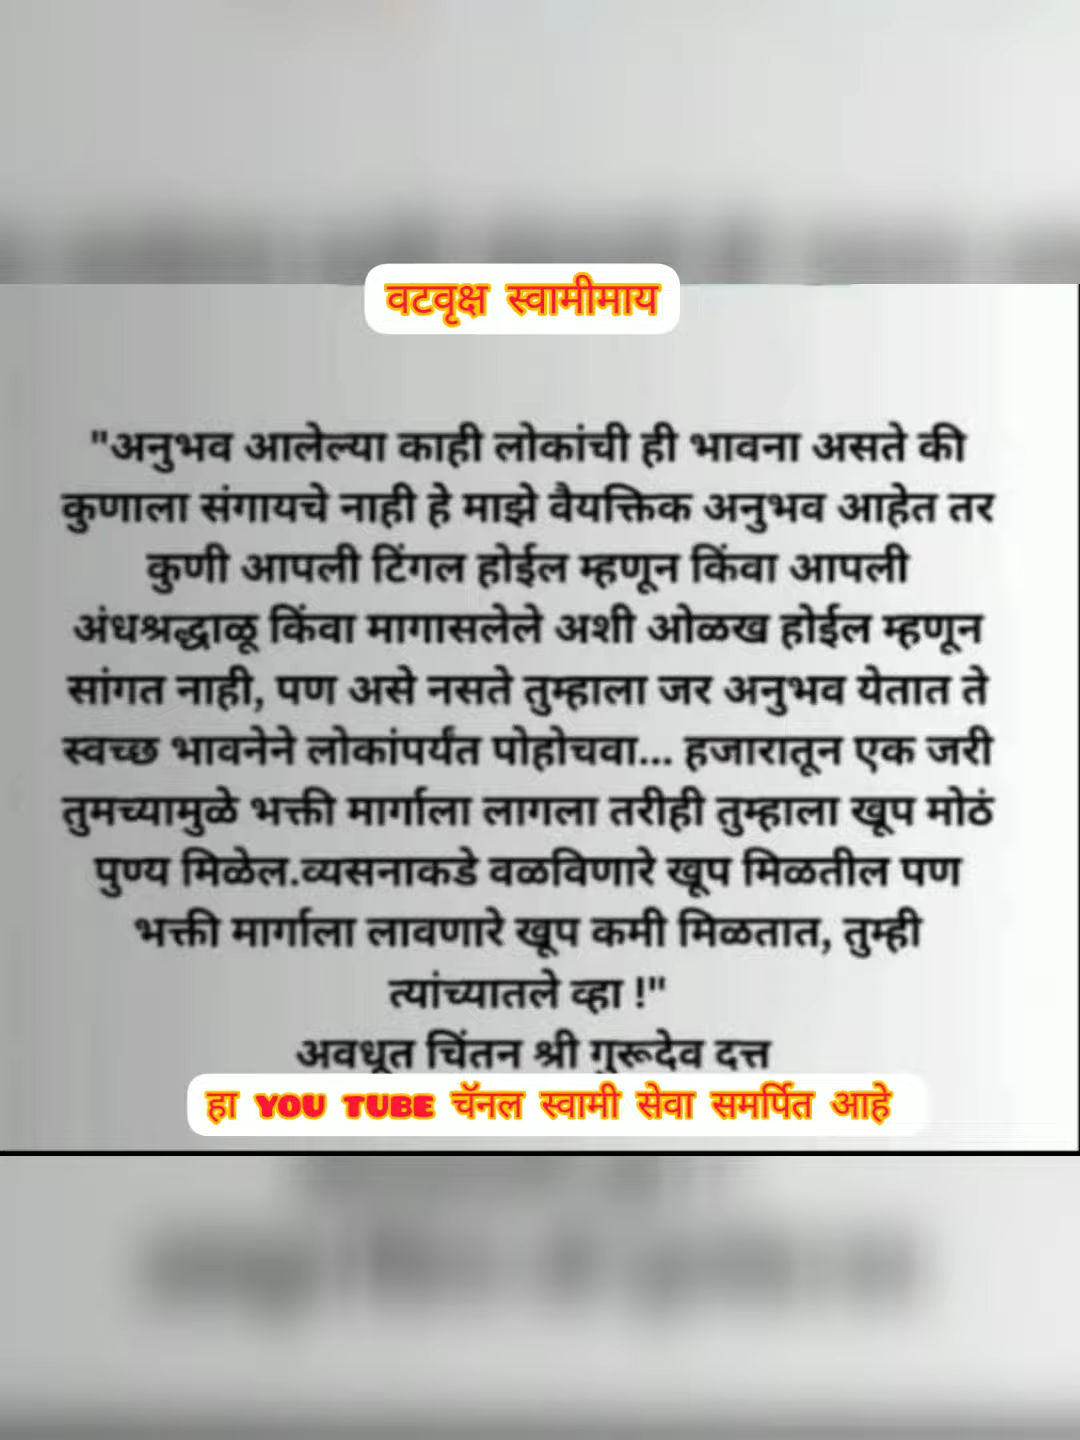 वटवृक्ष स्वामीमाय
"अनुभव आलेल्या काही लोकांची ही भावना असते की
कुणाला संगायचे नाही हे माझे वैयक्तिक अनुभव आहेत तर
कुणी आपली टिंगल होईल म्हणून किंवा आपली
अंधश्रद्धाळू किंवा मागासलेले अशी ओळख होईल म्हणून
सांगत नाही, पण असे नसते तुम्हाला जर अनुभव येतात ते
स्वच्छ भावनेने लोकांपर्यंत पोहोचवा... हजारातून एक जरी
तुमच्यामुळे भक्ती मार्गाला लागला तरीही तुम्हाला खूप मोठं
पुण्य मिळेल.व्यसनाकडे वळविणारे खूप मिळतील पण
भक्ती मार्गाला लावणारे खूप कमी मिळतात, तुम्ही
त्यांच्यातले व्हा !"
अवधूत चिंतन श्री गुरूदेव दत्त
हा YOU TUBE चॅनल स्वामी सेवा समर्पित आहे